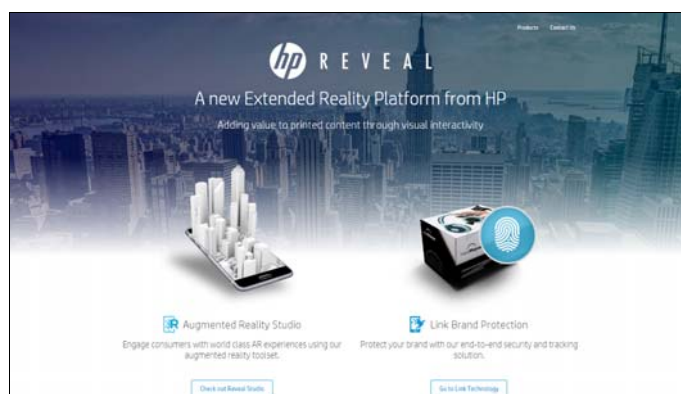 Products Contact Us
hp REVEAL
A new Extended Reality Platform from HP
Adding value to printed content through visual interactivity
Augmented Reality Studio
Link Brand Protection
Engage consumers with world class AR experiences using our
augmented reality toolset.
Protect your brand with our end-to-end security and tracking
solution.
Check out Reveal Studio
Go to Link Technology